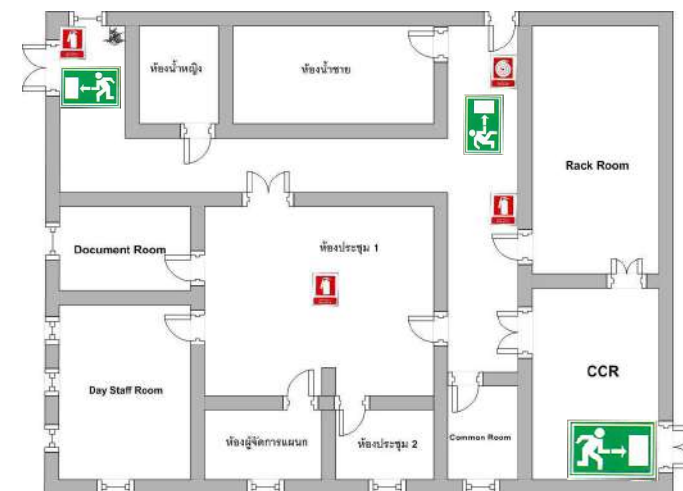 ห้องน้ำหญิง
ห้องน้ำชาย
Rack Room
Document Room
ห้องประชุม 1
Day Staff Room
CCR
ห้องผู้จัดการแผนก
ห้องประชุม 2
Common Room